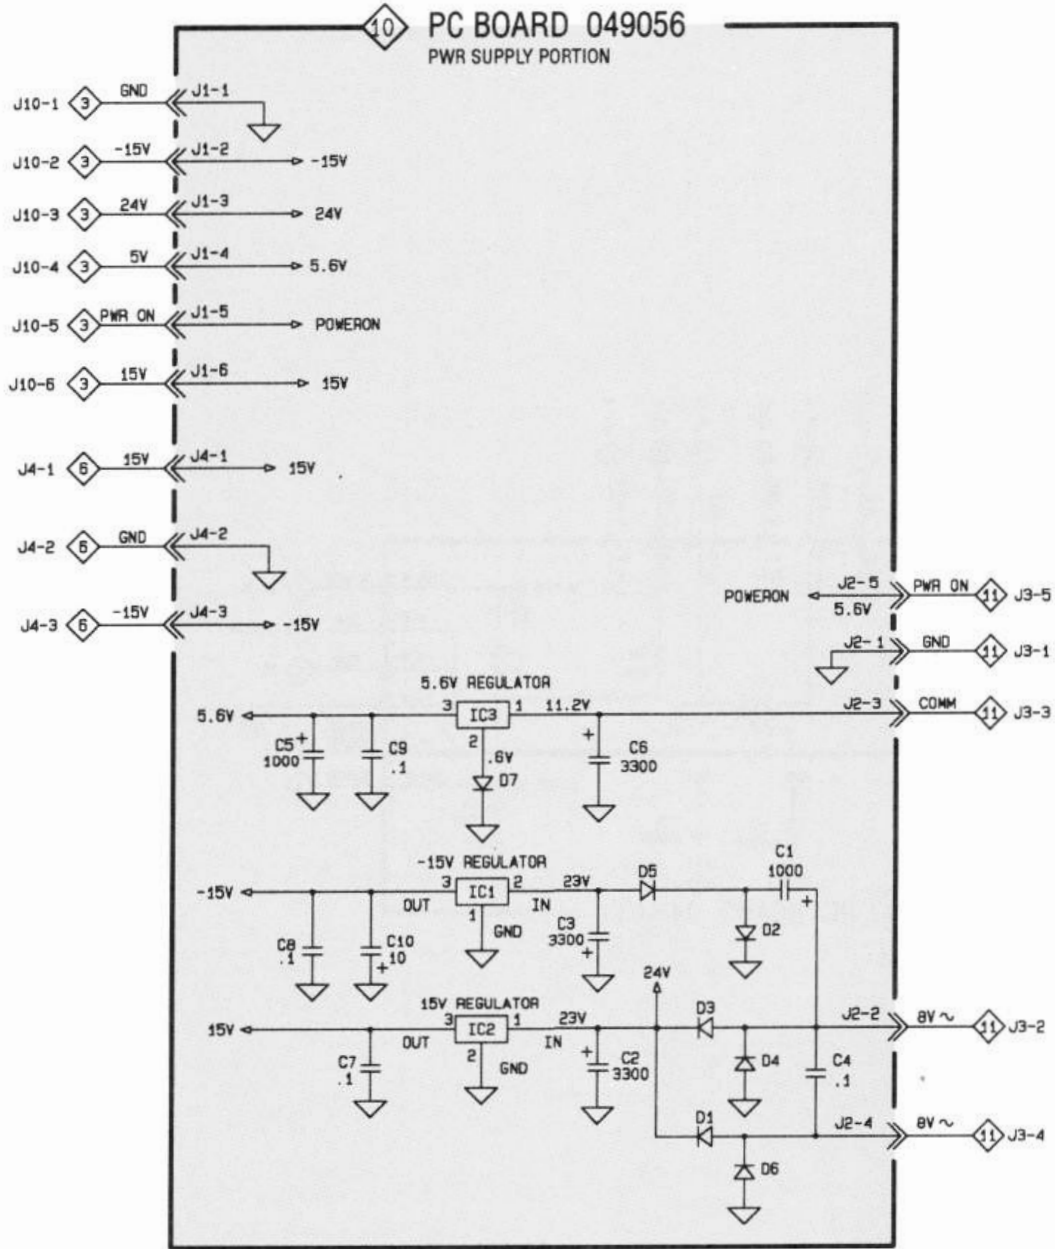 10 PC BOARD 049056
PWR SUPPLY PORTION
J10-1 3 GND J1-1
J10-2 3 -15V J1-2 -15V
J10-3 3 24V J1-3 24V
J10-4 3 5V J1-4 5.6V
J10-5 3 PWR ON J1-5 POWERON
J10-6 3 15V J1-6 15V
J4-1 6 15V J4-1 15V
J4-2 6 GND J4-2
J4-3 6 -15V J4-3 -15V
POWERON J2-5 PWR ON 11 J3-5
5.6V
J2-1 GND 11 J3-1
5.6V REGULATOR
5.6V 3 IC3 1 11.2V J2-3 COMM 11 J3-3
2
C5 +
1000
C9
.1
.6V
D7
+ C6
3300
-15V REGULATOR
-15V 3 IC1 2 23V D5 C1
1000
OUT 1 IN +
GND
C8
.1
C10
10
+
C3
3300
+
D2
24V
15V REGULATOR
15V 3 IC2 1 23V D3 J2-2 8V ~ 11 J3-2
OUT 2 IN
GND
C7
.1
+ C2
3300
D4
C4
.1
D1 J2-4 8V ~ 11 J3-4
D6